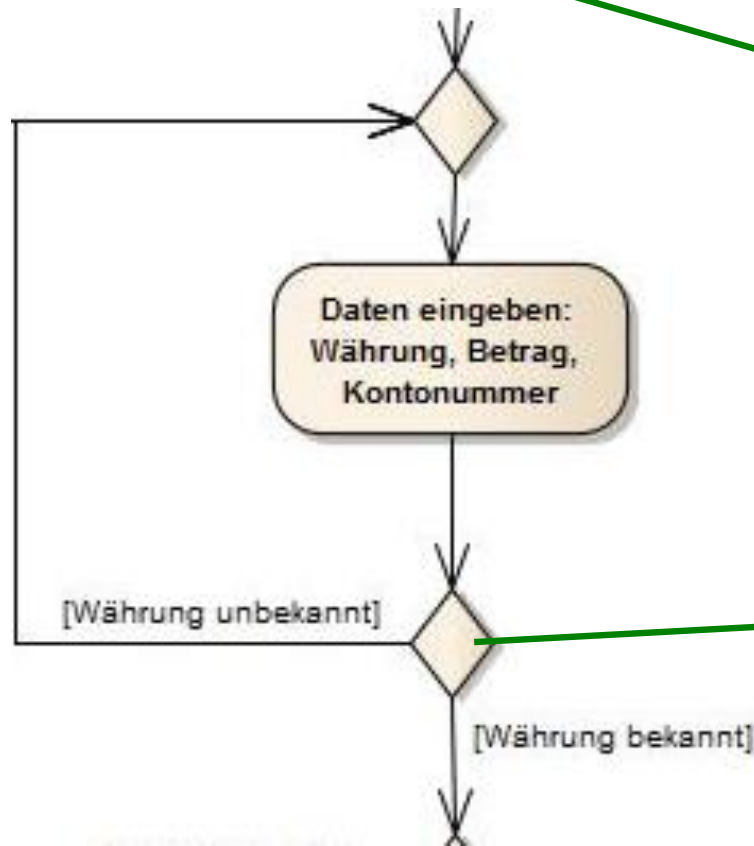 Daten eingeben:
Währung, Betrag,
Kontonummer
[Währung unbekannt]
[Währung bekannt]